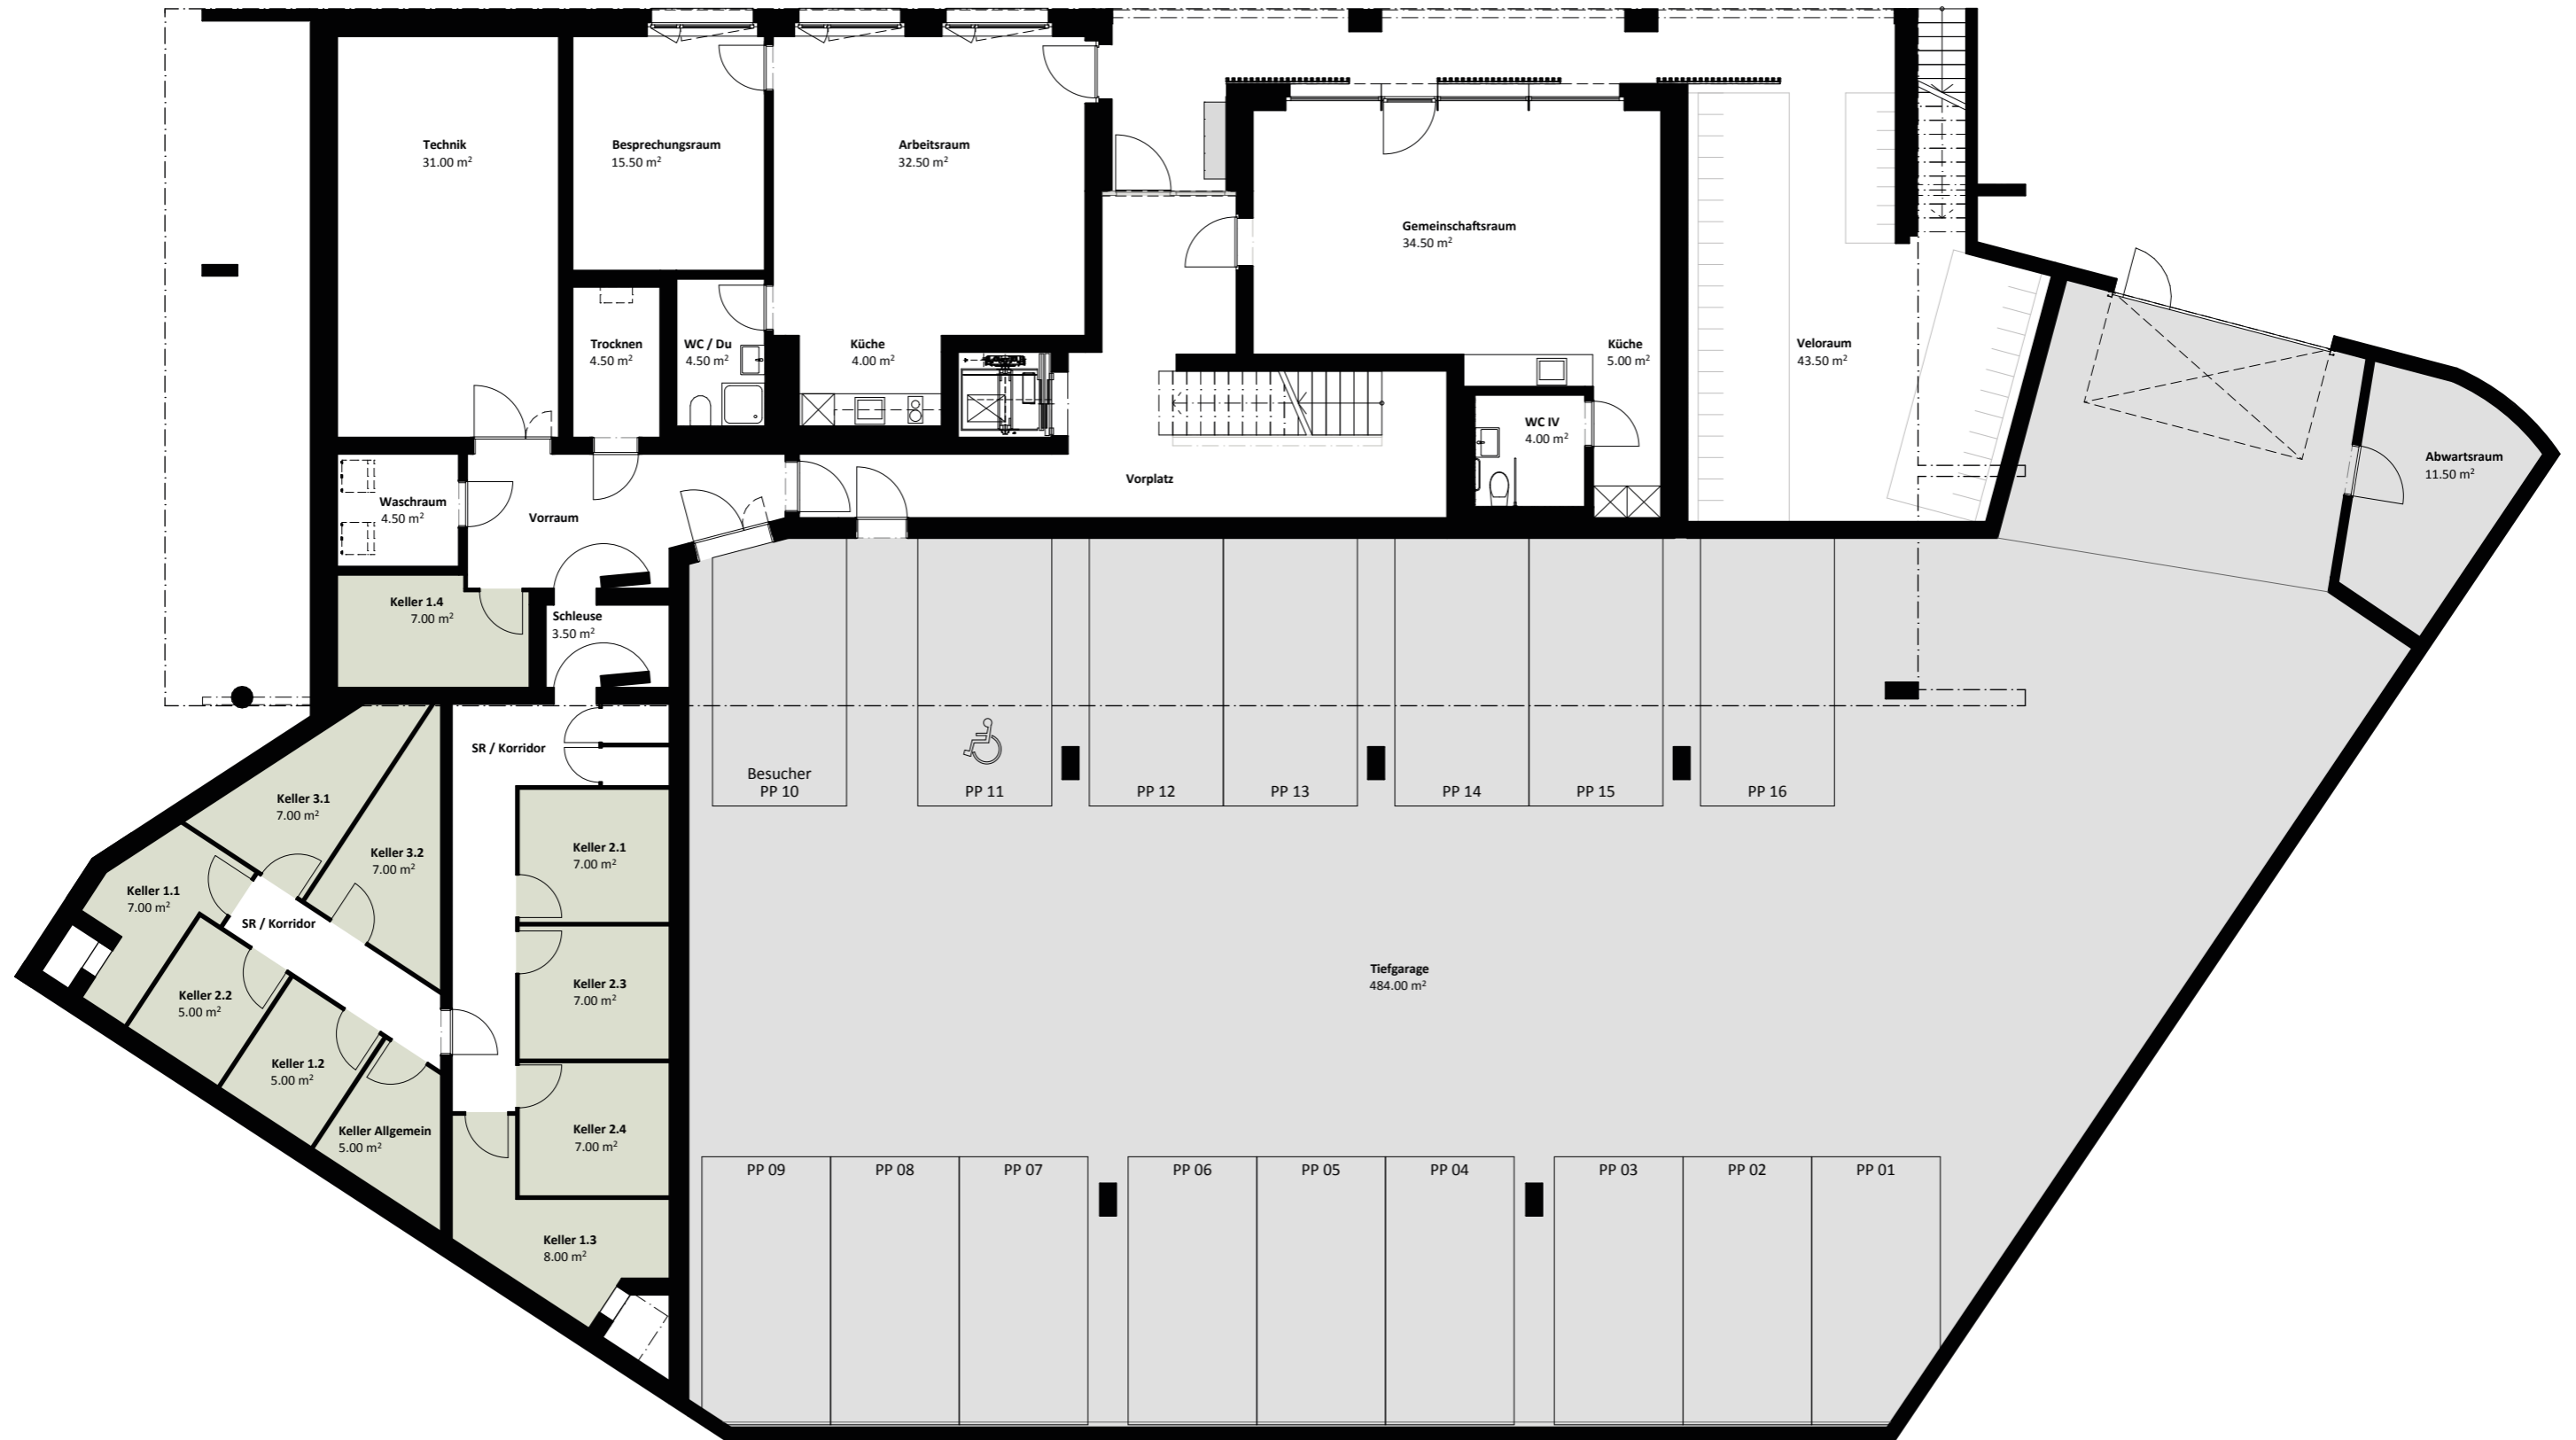 Technik
31.00 m²
Besprechungsraum
15.50 m²
Arbeitsraum
32.50 m²
Gemeinschaftsraum
34.50 m²
Trocknen
4.50 m²
WC / Du
4.50 m²
Küche
4.00 m²
Küche
5.00 m²
Veloraum
43.50 m²
WC IV
4.00 m²
Abwartsraum
11.50 m²
Waschraum
4.50 m²
Vorraum
Vorplatz
Keller 1.4
7.00 m²
Schleuse
3.50 m²
SR / Korridor
Besucher
PP 10
PP 11
PP 12
PP 13
PP 14
PP 15
PP 16
Keller 3.1
7.00 m²
Keller 3.2
7.00 m²
Keller 2.1
7.00 m²
Keller 1.1
7.00 m²
SR / Korridor
Keller 2.2
5.00 m²
Keller 2.3
7.00 m²
Tiefgarage
484.00 m²
Keller 1.2
5.00 m²
Keller Allgemein
5.00 m²
Keller 2.4
7.00 m²
PP 09
PP 08
PP 07
PP 06
PP 05
PP 04
PP 03
PP 02
PP 01
Keller 1.3
8.00 m²